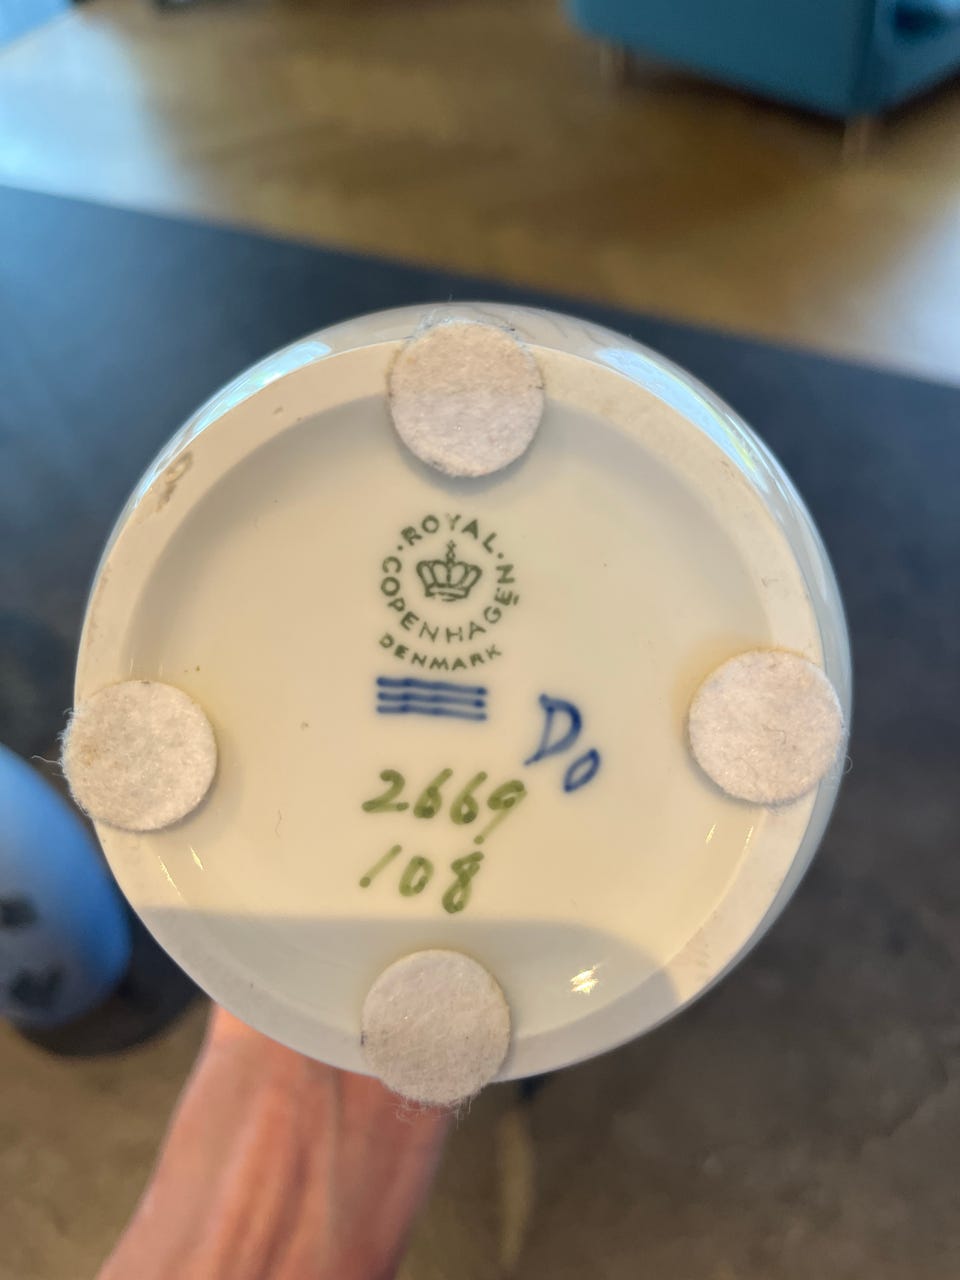 ROYAL
COPENHAGEN
DENMARK
Do
2669
108